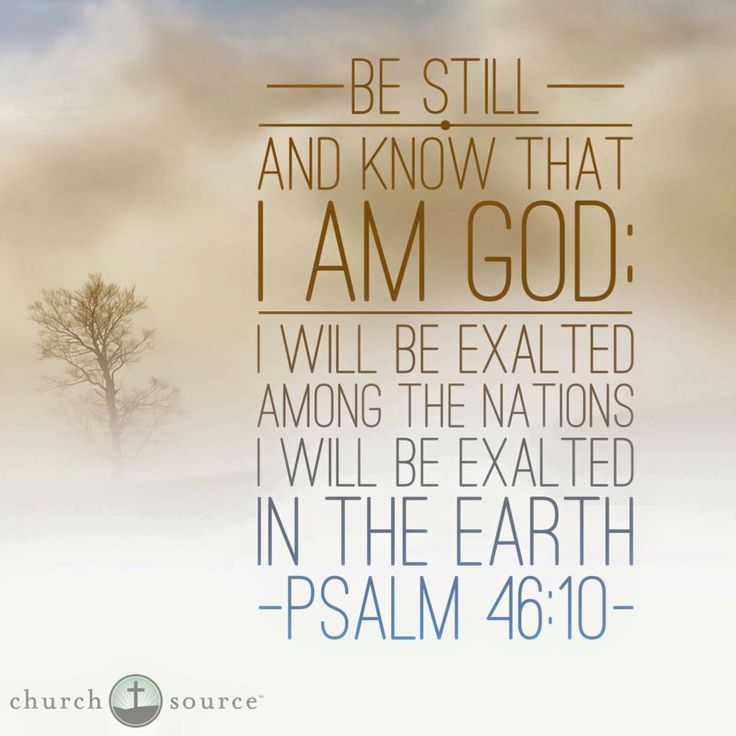 BE STILL
AND KNOW THAT
I AM GOD:
I WILL BE EXALTED
AMONG THE NATIONS
I WILL BE EXALTED
IN THE EARTH
-PSALM 46:10-
church source™